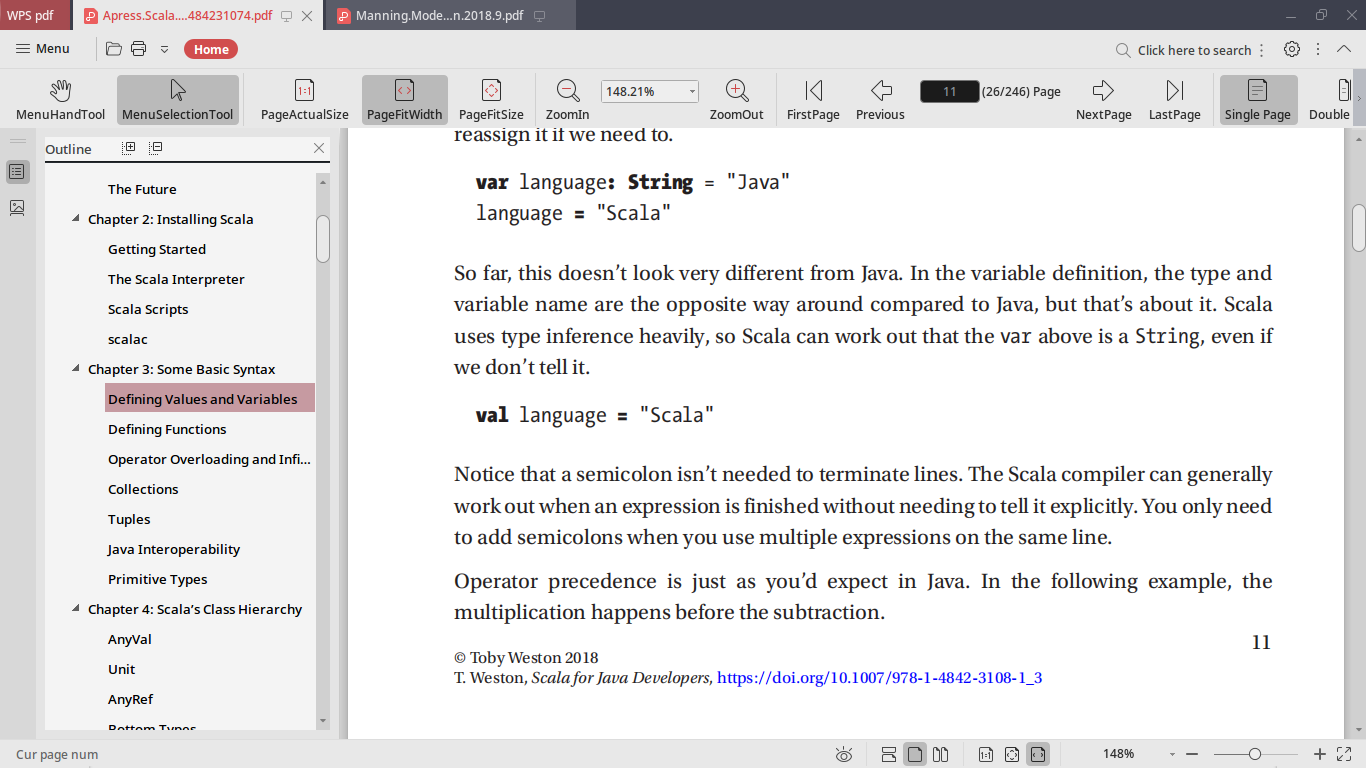 WPS pdf
Apress.Scala....484231074.pdf
Manning.Mode...n.2018.9.pdf
Menu
Home
Click here to search
MenuHandTool
MenuSelectionTool
1:1
PageActualSize
PageFitWidth
PageFitSize
ZoomIn
148.21%
ZoomOut
FirstPage
Previous
11 (26/246) Page
NextPage
LastPage
Single Page
Double
Outline
The Future
Chapter 2: Installing Scala
Getting Started
The Scala Interpreter
Scala Scripts
scalac
Chapter 3: Some Basic Syntax
Defining Values and Variables
Defining Functions
Operator Overloading and Infi...
Collections
Tuples
Java Interoperability
Primitive Types
Chapter 4: Scala’s Class Hierarchy
AnyVal
Unit
AnyRef
Bottom Types
reassign it if we need to.
var language: String = "Java"
language = "Scala"
So far, this doesn’t look very different from Java. In the variable definition, the type and
variable name are the opposite way around compared to Java, but that’s about it. Scala
uses type inference heavily, so Scala can work out that the var above is a String, even if
we don’t tell it.
val language = "Scala"
Notice that a semicolon isn’t needed to terminate lines. The Scala compiler can generally
work out when an expression is finished without needing to tell it explicitly. You only need
to add semicolons when you use multiple expressions on the same line.
Operator precedence is just as you’d expect in Java. In the following example, the
multiplication happens before the subtraction.
11
© Toby Weston 2018
T. Weston, Scala for Java Developers, https://doi.org/10.1007/978-1-4842-3108-1_3
Cur page num
1:1
148%